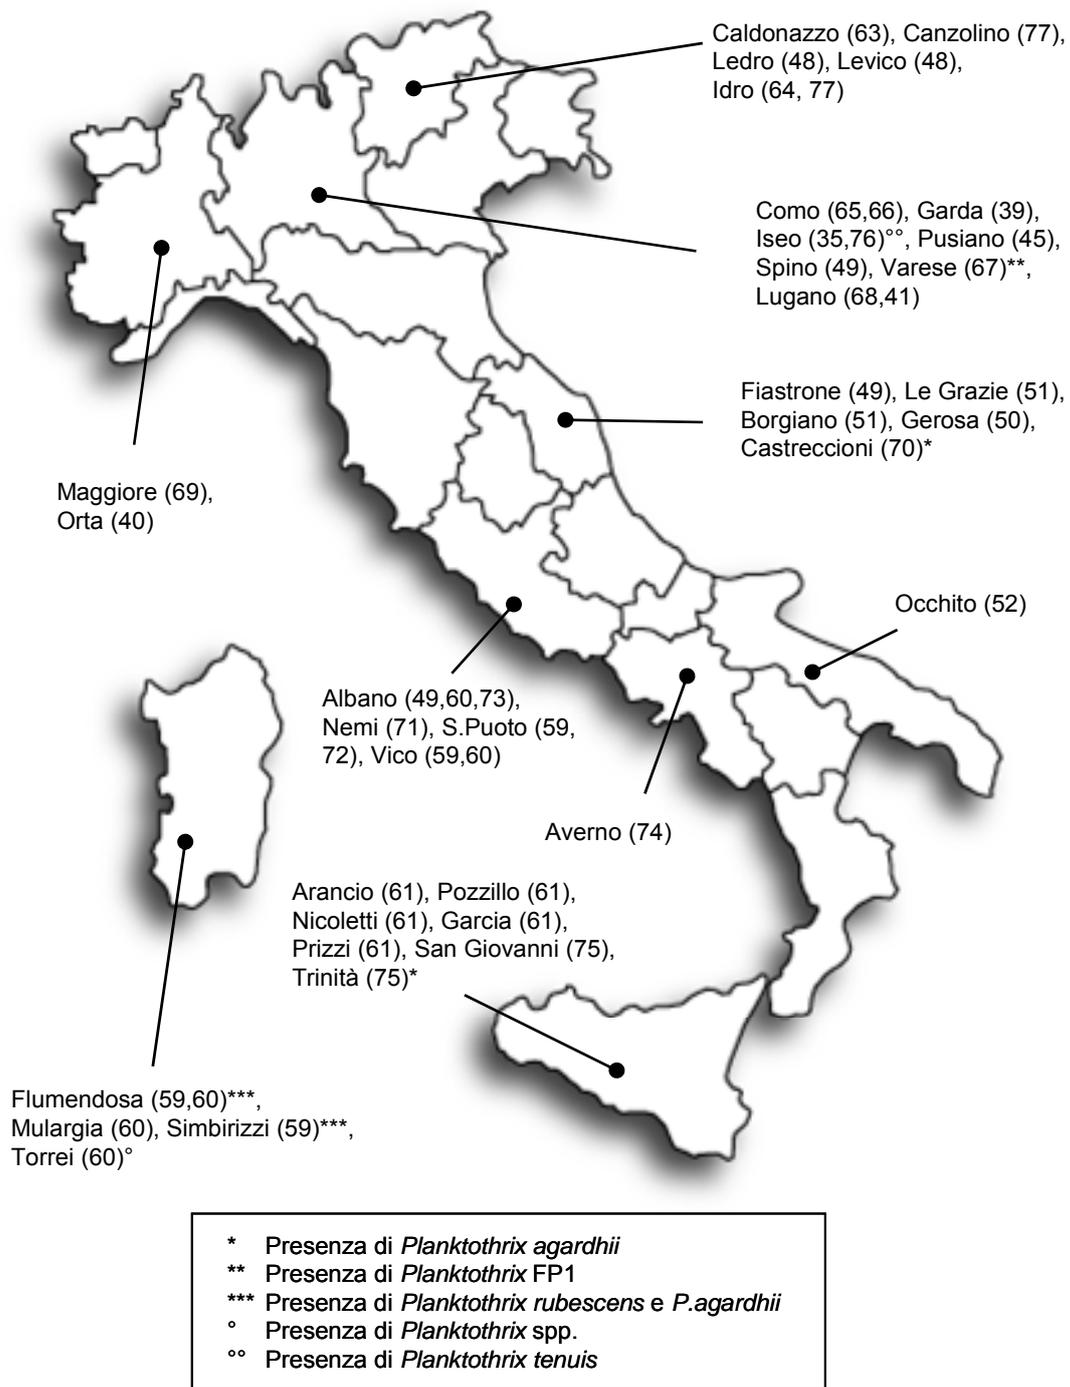 Caldonazzo (63), Canzolino (77),
Ledro (48), Levico (48),
Idro (64, 77)
Como (65,66), Garda (39),
Iseo (35,76)°°, Pusiano (45),
Spino (49), Varese (67)**,
Lugano (68,41)
Fiastrone (49), Le Grazie (51),
Borgiano (51), Gerosa (50),
Castreccioni (70)*
Maggiore (69),
Orta (40)
Occhito (52)
Albano (49,60,73),
Nemi (71), S.Puoto (59,
72), Vico (59,60)
Averno (74)
Arancio (61), Pozzillo (61),
Nicoletti (61), Garcia (61),
Prizzi (61), San Giovanni (75),
Trinità (75)*
Flumendosa (59,60)***,
Mulargia (60), Simbirizzi (59)***,
Torrei (60)°
* Presenza di Planktothrix agardhii
** Presenza di Planktothrix FP1
*** Presenza di Planktothrix rubescens e P.agardhii
° Presenza di Planktothrix spp.
°° Presenza di Planktothrix tenuis